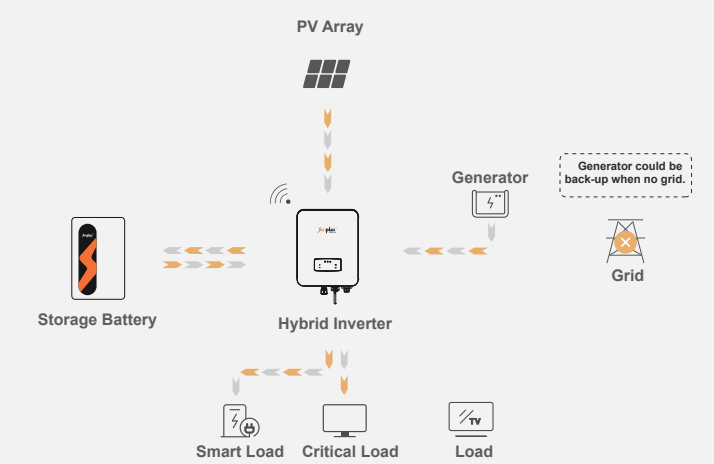 PV Array
Generator could be
back-up when no grid.
Generator
Grid
Storage Battery
Hybrid Inverter
TV
Smart Load
Critical Load
Load